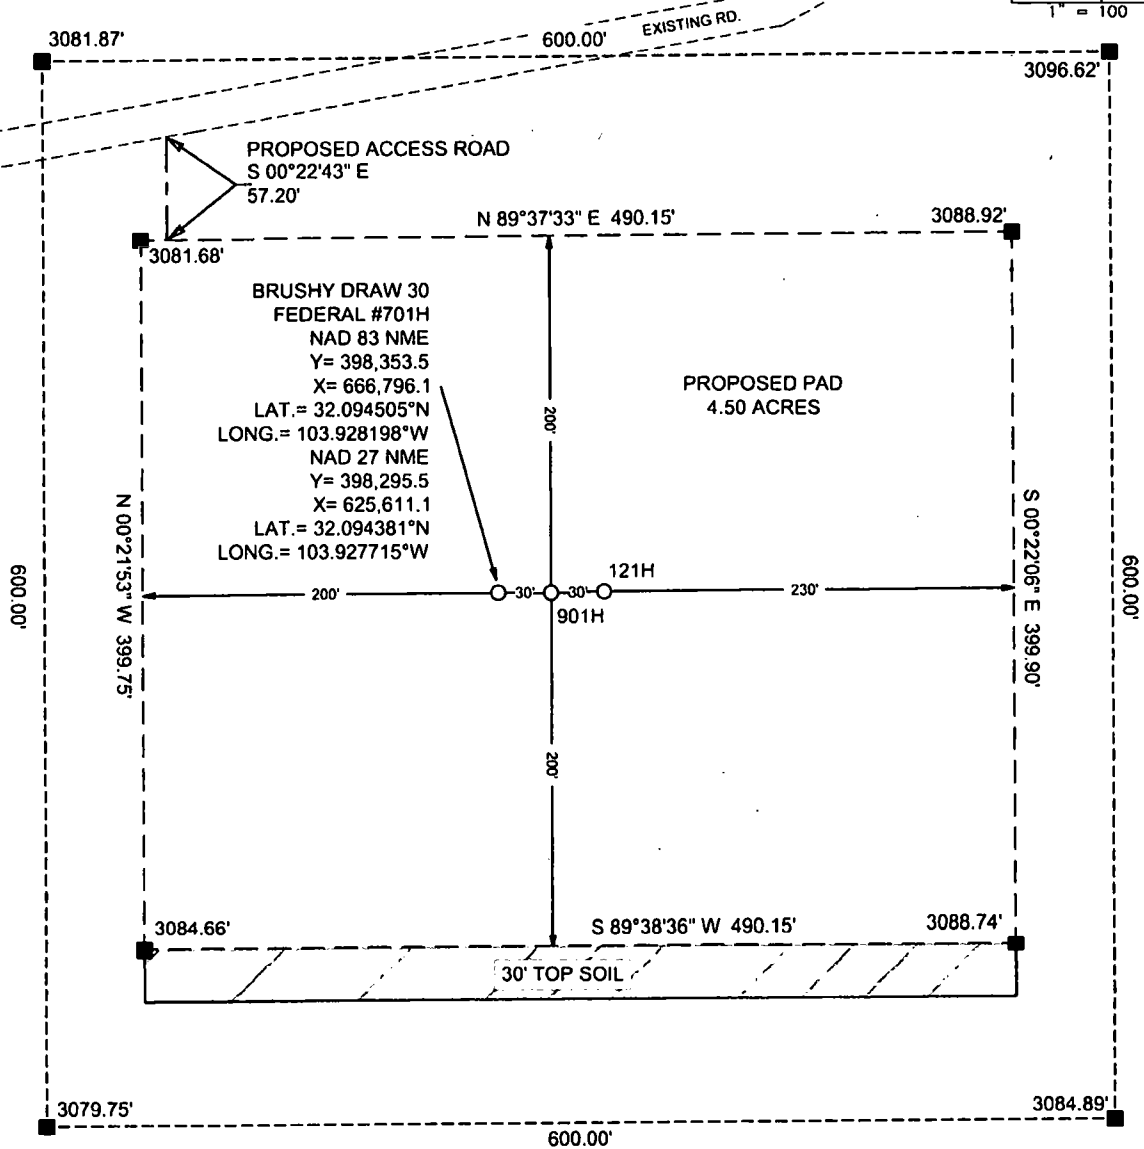 1" = 100
EXISTING RD.
3081.87'
600.00'
3096.62'
PROPOSED ACCESS ROAD
S 00°22'43" E
57.20'
N 89°37'33" E 490.15'
3088.92'
3081.68'
BRUSHY DRAW 30
FEDERAL #701H
NAD 83 NME
Y= 398,353.5
X= 666,796.1
LAT.= 32.094505°N
LONG.= 103.928198°W
NAD 27 NME
Y= 398,295.5
X= 625,611.1
LAT.= 32.094381°N
LONG.= 103.927715°W
PROPOSED PAD
4.50 ACRES
200'
N 00°21'53" W 399.75'
S 00°22'06" E 399.90'
600.00'
600.00'
121H
200'
30'
30'
230'
901H
200'
3084.66'
S 89°38'36" W 490.15'
3088.74'
30' TOP SOIL
3079.75'
3084.89'
600.00'